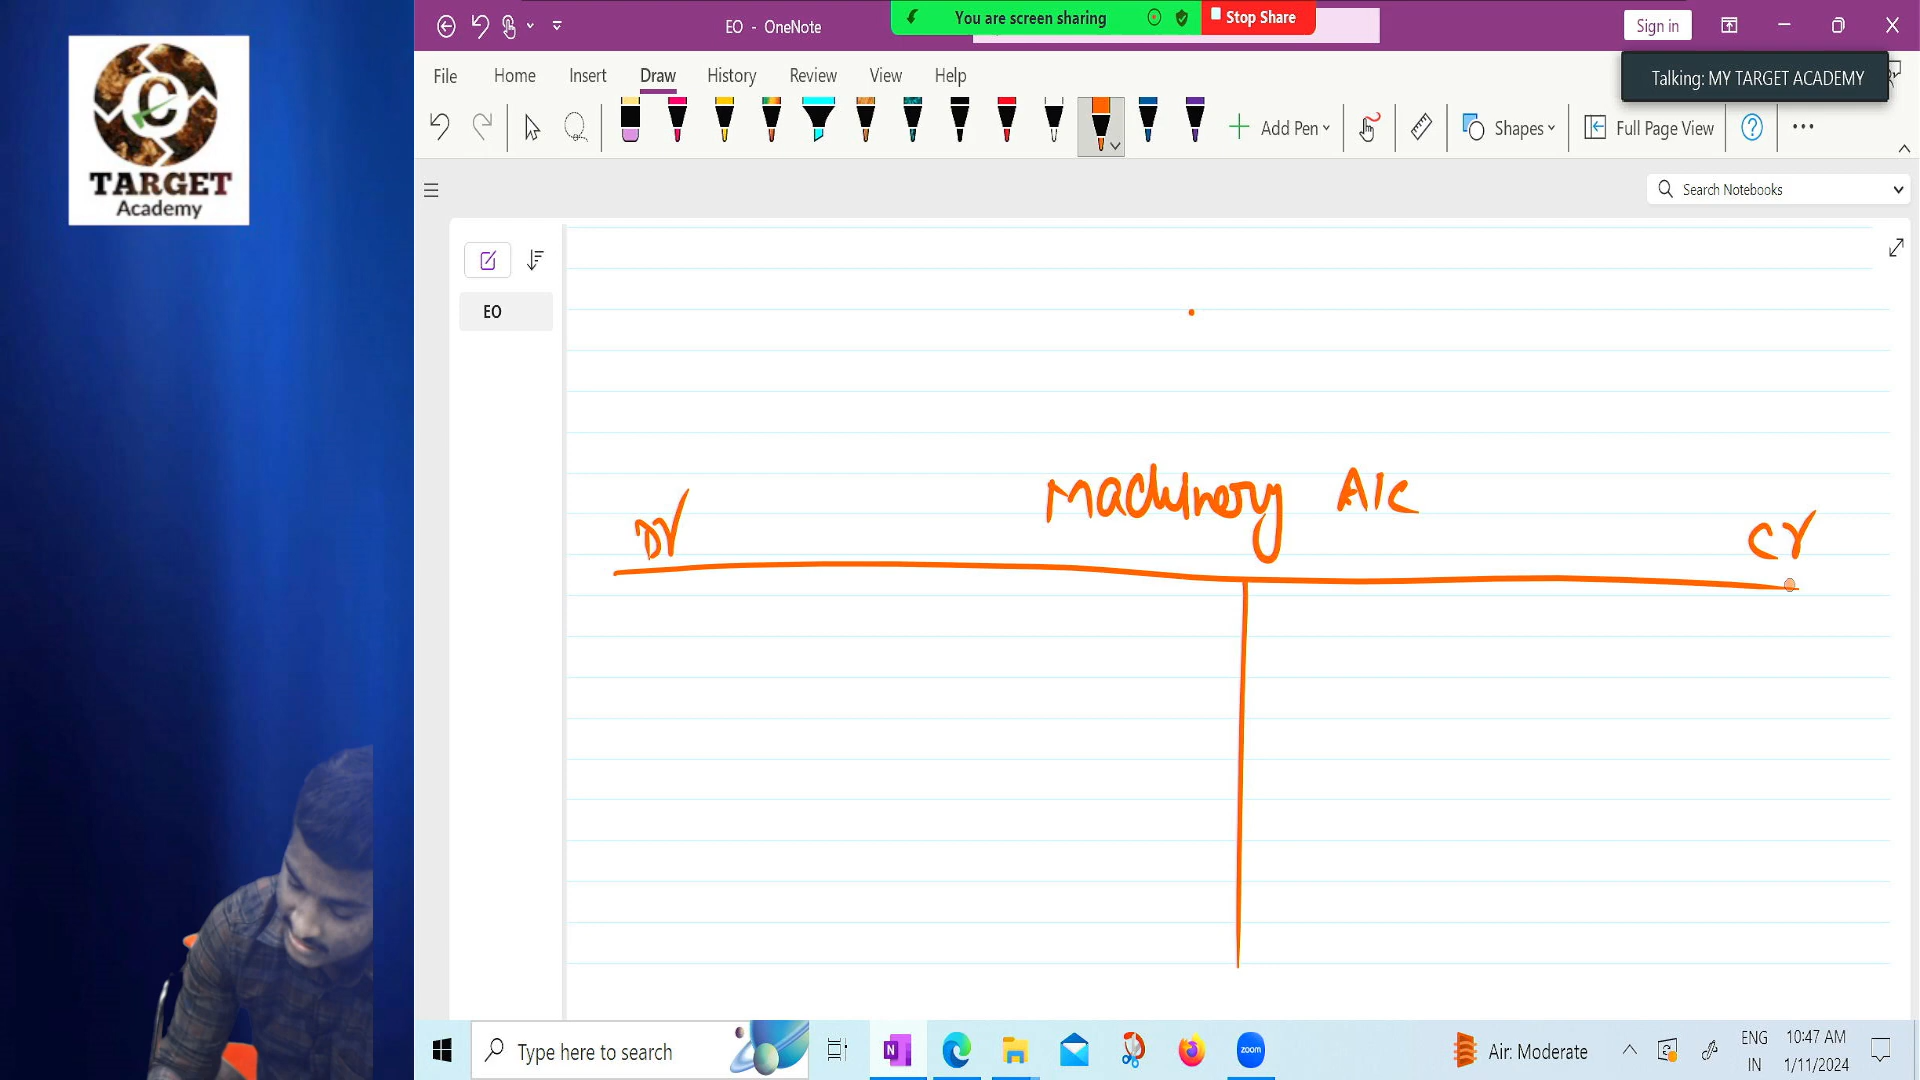 EO - OneNote
You are screen sharing
Stop Share
Sign in
Talking: MY TARGET ACADEMY
File
Home
Insert
Draw
History
Review
View
Help
Add Pen
Shapes
Full Page View
Search Notebooks
EO
C
TARGET
Academy
Machinery A/c
Dr
Cr
Type here to search
N
zoom
Air: Moderate
ENG
IN
10:47 AM
1/11/2024